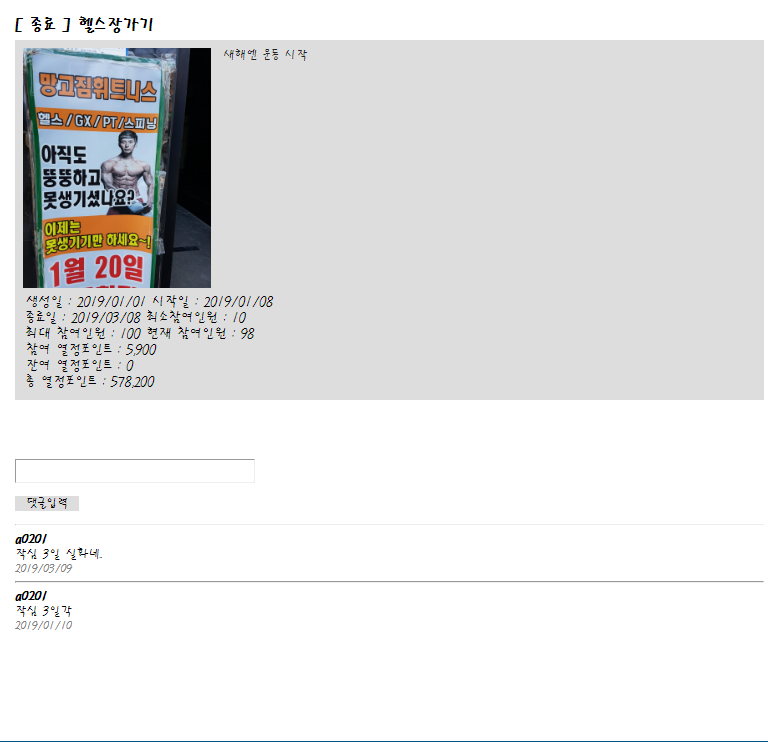 [ 종료 ] 헬스장가기
새해엔 운동 시작
망고짐휘트니스
헬스 / GX / PT/스피닝
아직도
뚱뚱하고
못생기셨나요?
이제는
못생기기만 하세요~!
1월 20일
생성일 : 2019/01/01 시작일 : 2019/01/08
종료일 : 2019/03/08 최소참여인원 : 10
최대 참여인원 : 100 현재 참여인원 : 98
참여 열정포인트 : 5,900
잔여 열정포인트 : 0
총 열정포인트 : 578,200
댓글입력
a0201
작심 3일 실화네.
2019/03/09
a0201
작심 3일각
2019/01/10